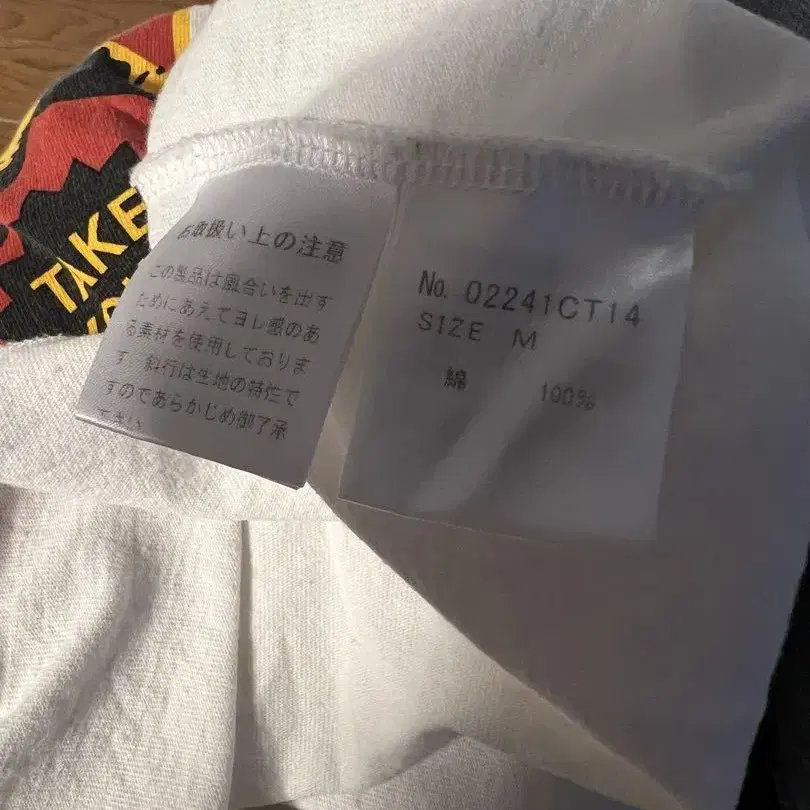 TAKE
お取扱い上の注意
この製品は風合いを出す
ためにあえてヨレ感のあ
る素材を使用しておりま
す 斜行は生地の特性で
すのであらかじめ御了承
下さい
No. 02241CT14
SIZE M
綿 100%